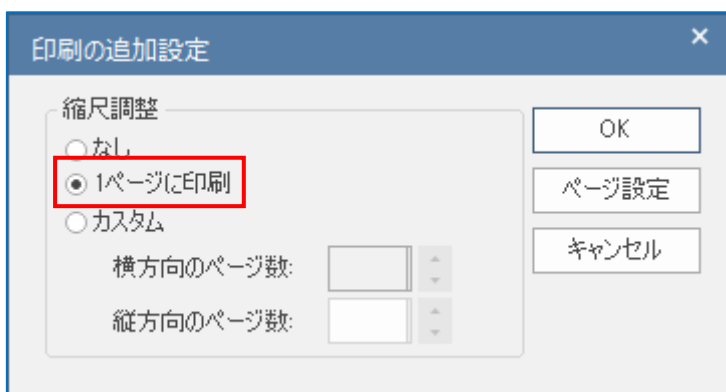 印刷の追加設定
縮尺調整
なし
1ページに印刷
カスタム
横方向のページ数:
縦方向のページ数:
OK
ページ設定
キャンセル